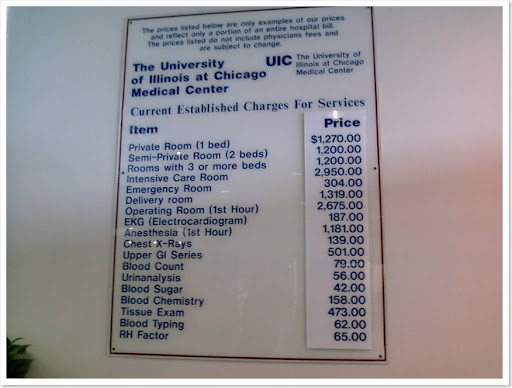 The prices listed below are only examples of our prices
and reflect only a portion of an entire hospital bill.
The prices listed do not include physicians fees and
are subject to change.
The University
of Illinois at Chicago
Medical Center
UIC The University of
Illinois at Chicago
Medical Center
Current Established Charges For Services
Item Price
Private Room (1 bed) $1,270.00
Semi-Private Room (2 beds) 1,200.00
Rooms with 3 or more beds 1,200.00
Intensive Care Room 2,950.00
Emergency Room 304.00
Delivery room 1,319.00
Operating Room (1st Hour) 2,675.00
EKG (Electrocardiogram) 187.00
Anesthesia (1st Hour) 1,181.00
Chest X-Rays 139.00
Upper GI Series 501.00
Blood Count 79.00
Urinanalysis 56.00
Blood Sugar 42.00
Blood Chemistry 158.00
Tissue Exam 473.00
Blood Typing 62.00
RH Factor 65.00